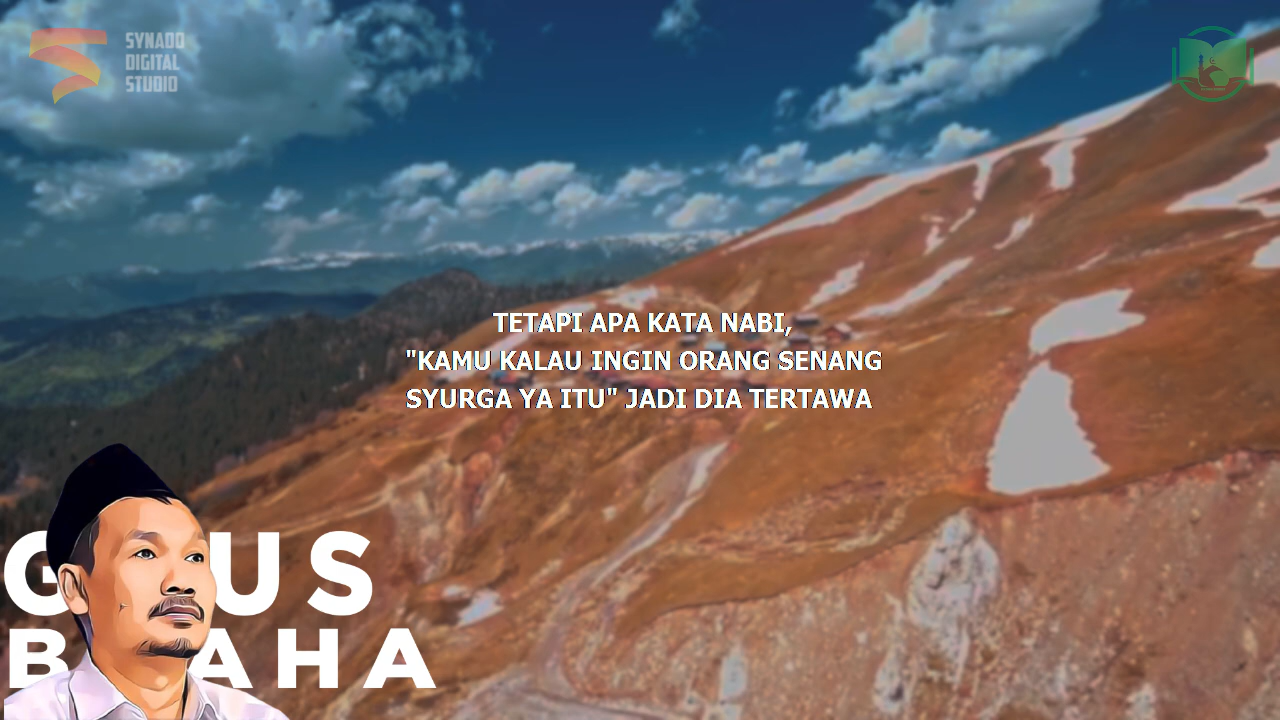 SYNADO
DIGITAL
STUDIO
TETAPI APA KATA NABI,
"KAMU KALAU INGIN ORANG SENANG
SYURGA YA ITU" JADI DIA TERTAWA
GUS
BAHA